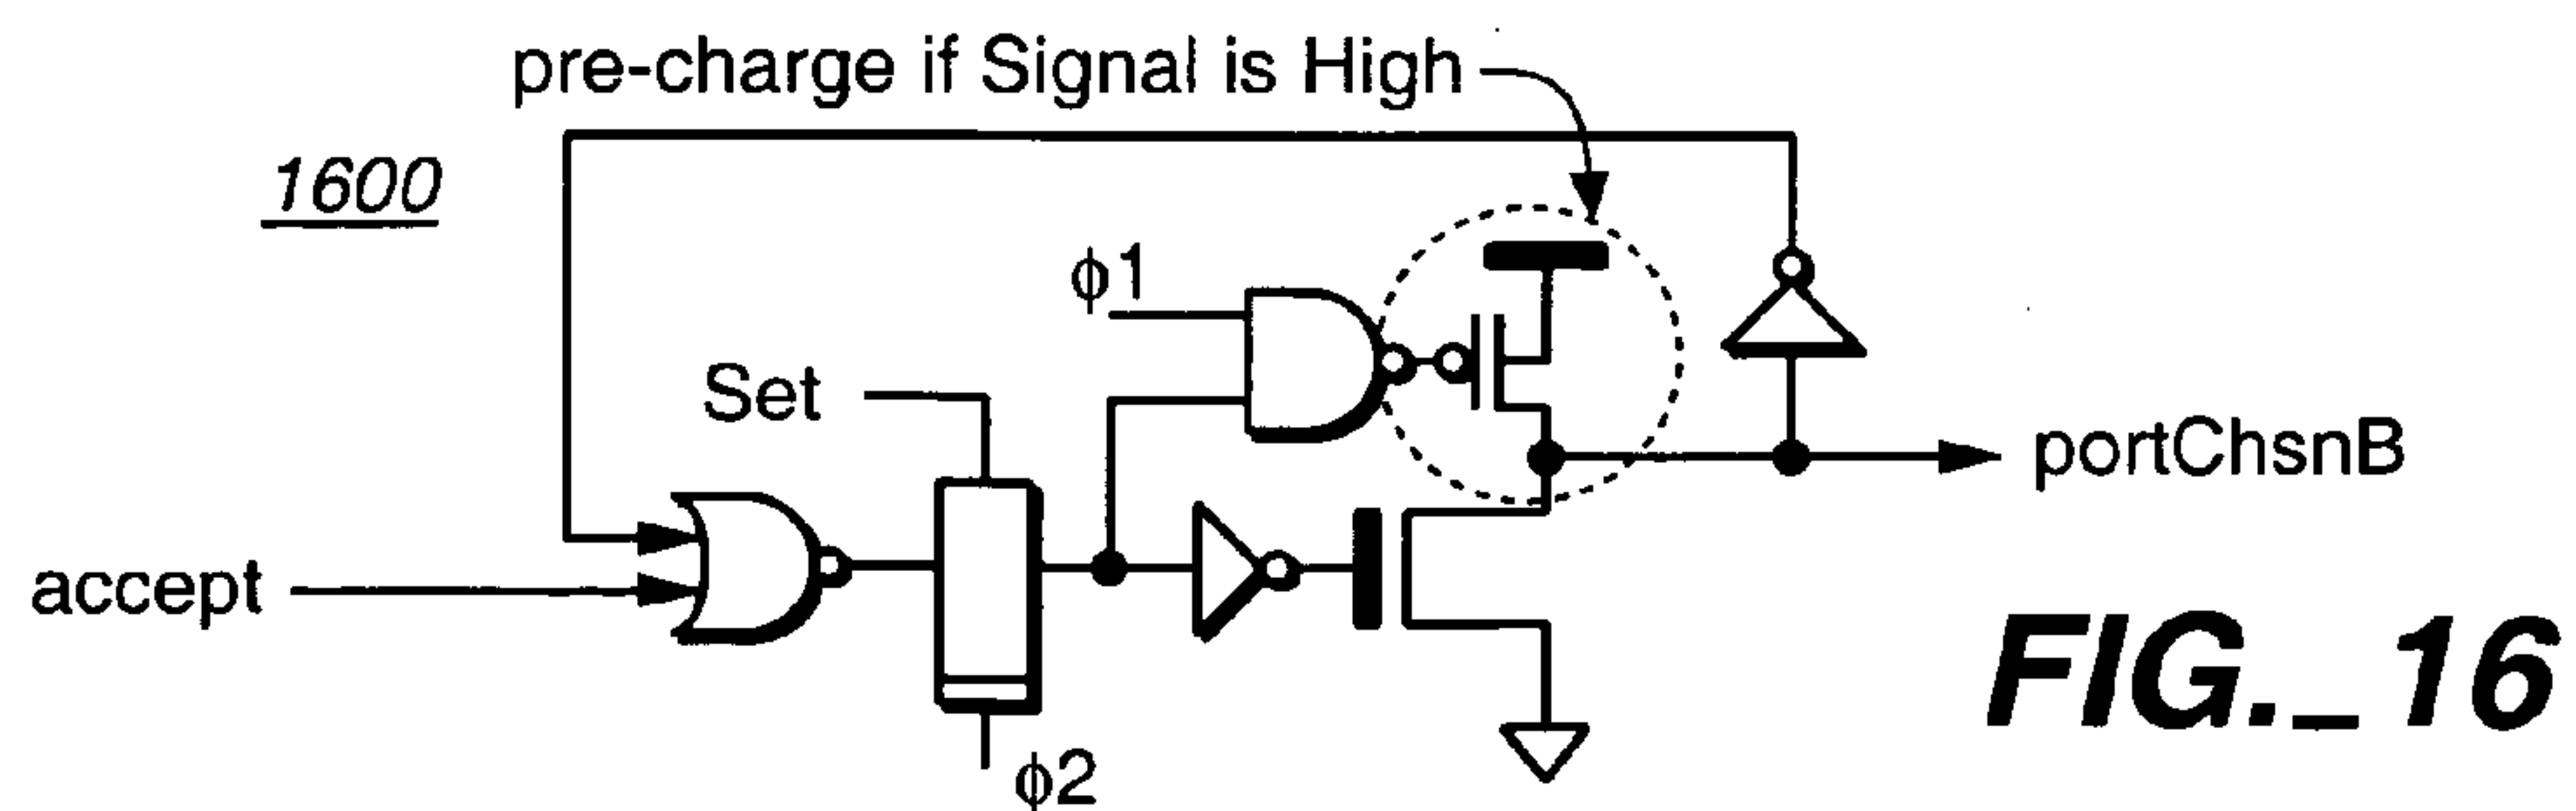 pre-charge if Signal is High
1600
ϕ1
Set
portChsnB
accept
ϕ2
FIG._16